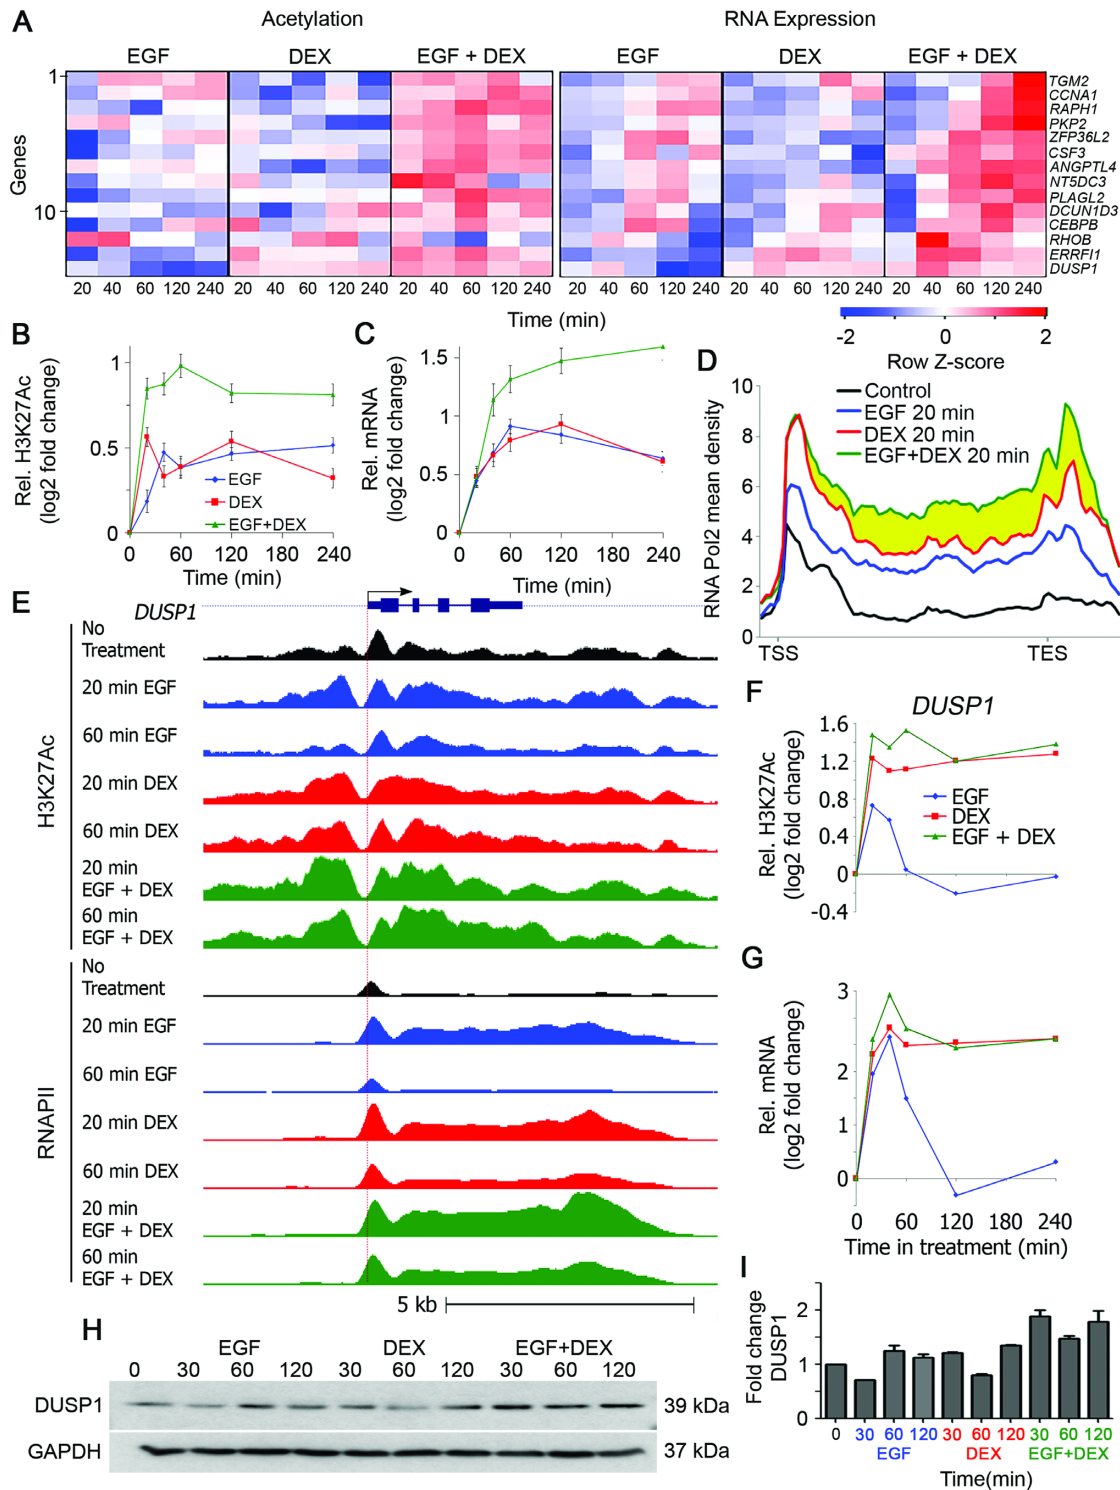 A
Acetylation
RNA Expression
EGF DEX EGF + DEX EGF DEX EGF + DEX
Genes
1
10
TGM2
CCNA1
RAPH1
PKP2
ZFP36L2
CSF3
ANGPTL4
NT5DC3
PLAGL2
DCUN1D3
CEBPB
RHOB
ERRFI1
DUSP1
20 40 60 120 240 20 40 60 120 240 20 40 60 120 240 20 40 60 120 240 20 40 60 120 240 20 40 60 120 240
Time (min)
-2 0 2
Row Z-score
B
Rel. H3K27Ac
(log2 fold change)
1
0.5
0
EGF
DEX
EGF+DEX
0 60 120 180 240
Time (min)
C
Rel. mRNA
(log2 fold change)
1.5
1
0.5
0
0 60 120 180 240
Time (min)
D
RNA Pol2 mean density
10
8
6
4
2
0
Control
EGF 20 min
DEX 20 min
EGF+DEX 20 min
TSS TES
E
DUSP1
H3K27Ac
No
Treatment
20 min EGF
60 min EGF
20 min DEX
60 min DEX
20 min
EGF + DEX
60 min
EGF + DEX
RNAPII
No
Treatment
20 min EGF
60 min EGF
20 min DEX
60 min DEX
20 min
EGF + DEX
60 min
EGF + DEX
5 kb
F
DUSP1
Rel. H3K27Ac
(log2 fold change)
1.6
1.2
0.8
0.4
0
-0.4
EGF
DEX
EGF + DEX
G
Rel. mRNA
(log2 fold change)
3
2
2
1
1
0
0 60 120 180 240
Time in treatment (min)
H
EGF DEX EGF+DEX
0 30 60 120 30 60 120 30 60 120
DUSP1 39 kDa
GAPDH 37 kDa
I
Fold change
DUSP1
2
1
0
0 30 60 120 30 60 120 30 60 120
EGF DEX EGF+DEX
Time(min)